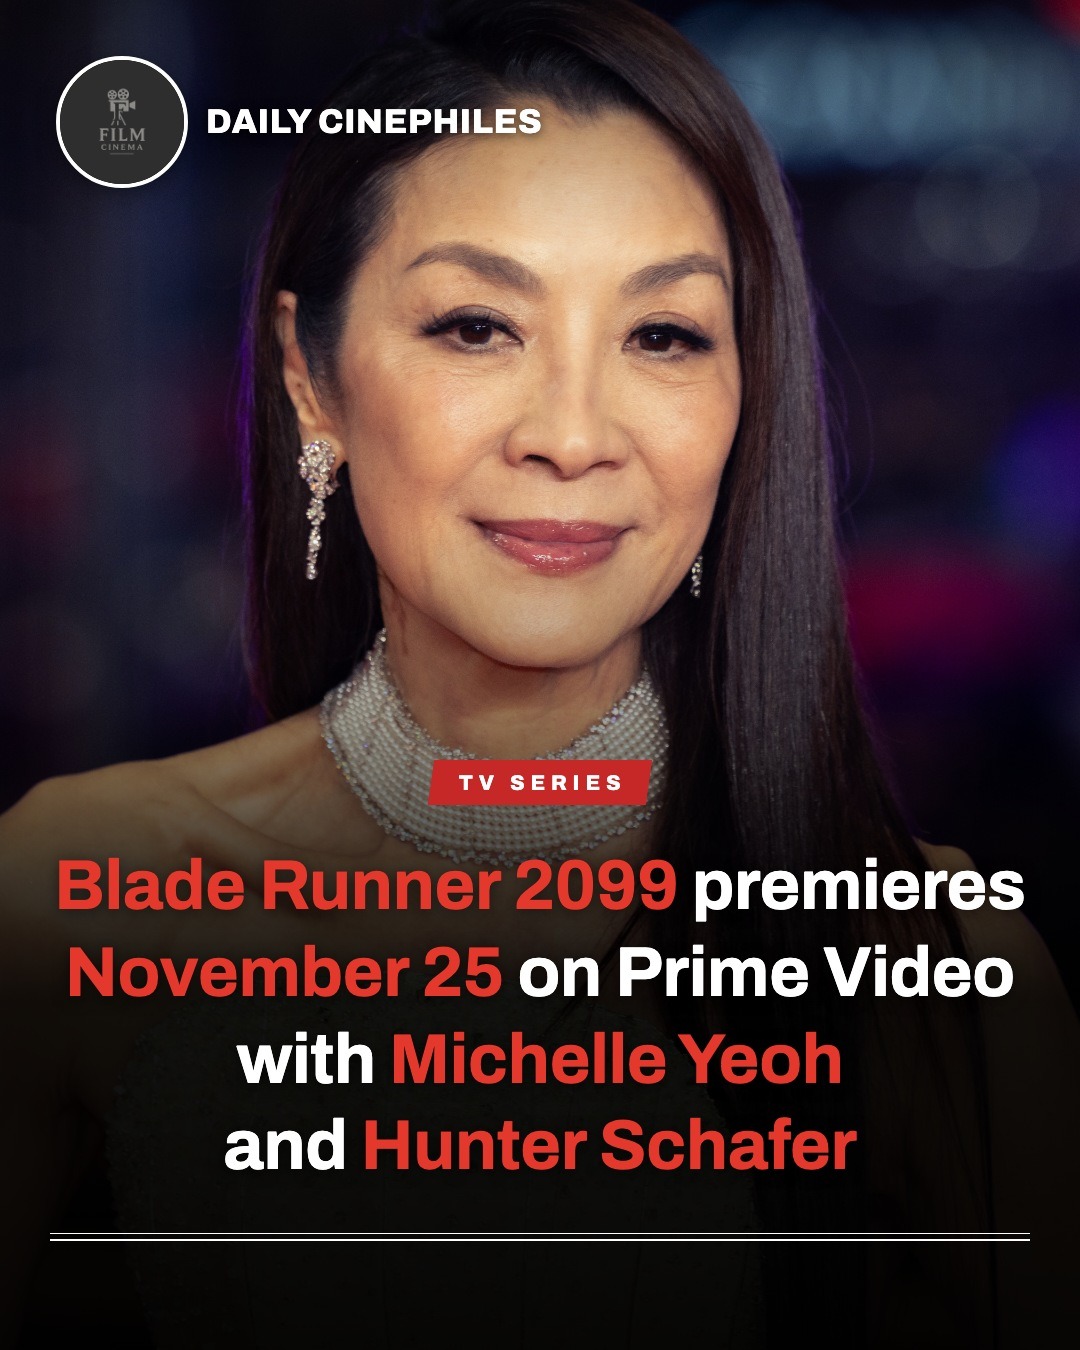 FILM
CINEMA
DAILY CINEPHILES
TV SERIES
Blade Runner 2099 premieres
November 25 on Prime Video
with Michelle Yeoh
and Hunter Schafer